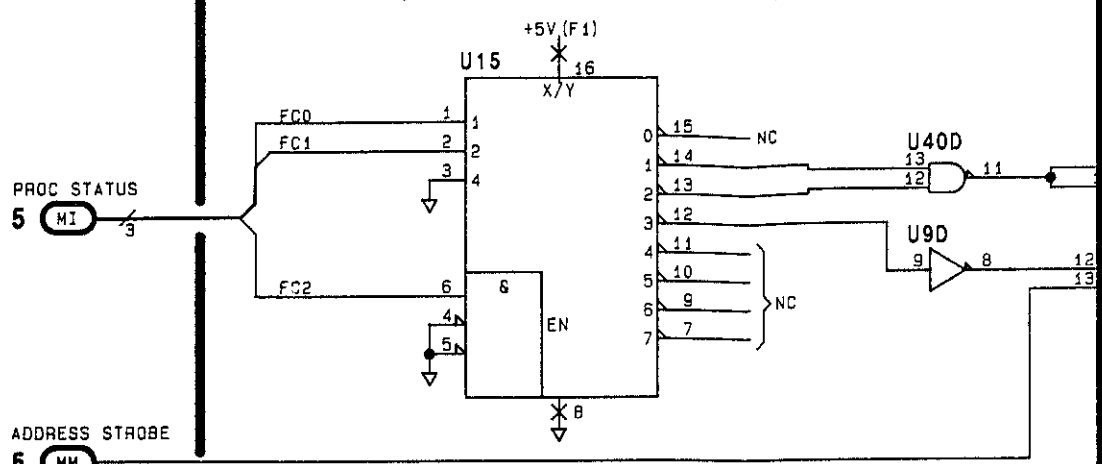 +5V (F1)
U15
16
X/Y
FC0
1
1
FC1
2
2
3
4
0
15
NC
1
14
U40D
13
12
11
2
13
3
12
PROC STATUS
5
MI
3
U9D
9
8
12
13
4
11
5
10
6
9
7
7
NC
FC2
6
&
4
5
EN
8
ADDRESS STROBE
5
MM